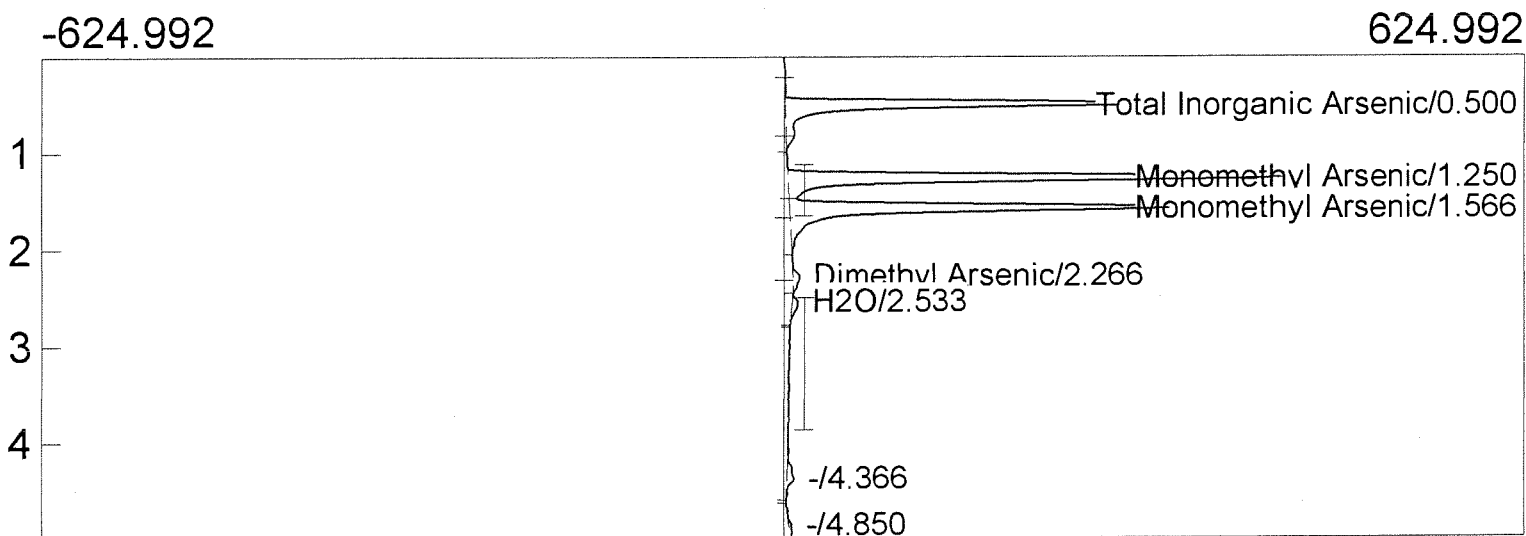 -624.992 624.992
Total Inorganic Arsenic/0.500
1
Monomethyl Arsenic/1.250
Monomethyl Arsenic/1.566
2
Dimethyl Arsenic/2.266
H2O/2.533
3
4
-/4.366
-/4.850